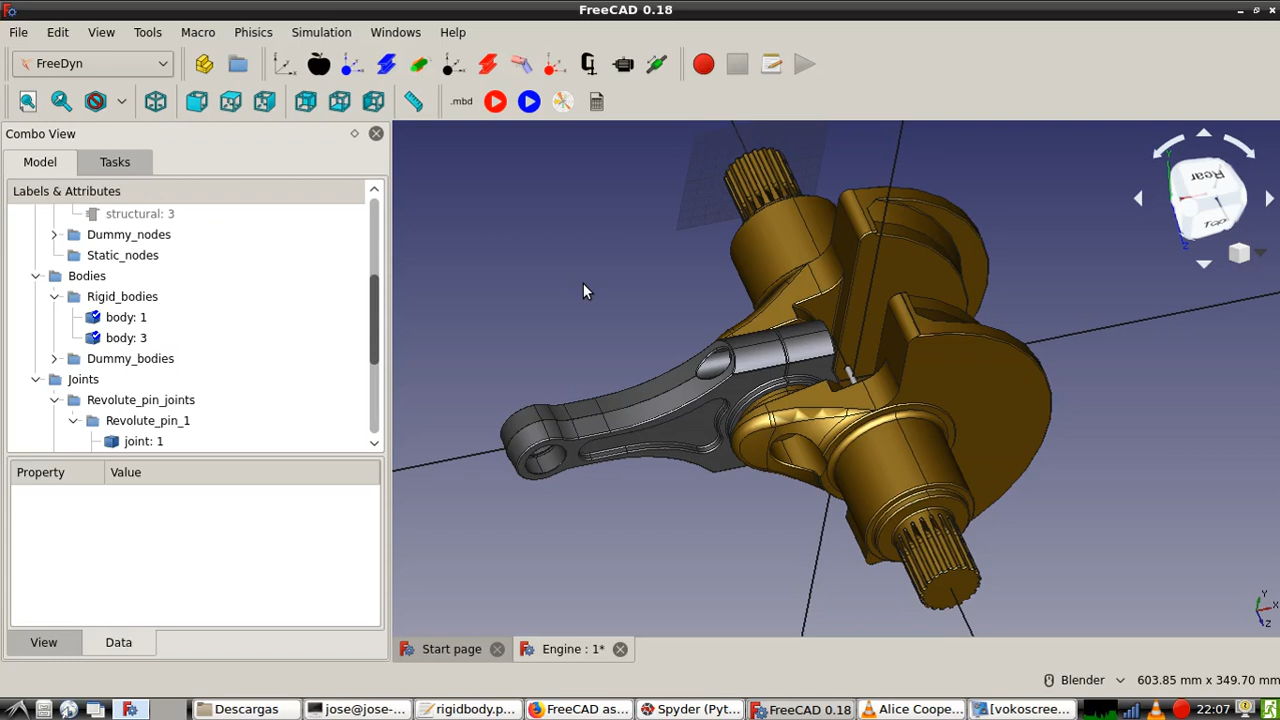 FreeCAD 0.18
File Edit View Tools Macro Phisics Simulation Windows Help
FreeDyn
.mbd
Combo View
Model Tasks
Labels & Attributes
structural: 3
Dummy_nodes
Static_nodes
Bodies
Rigid_bodies
body: 1
body: 3
Dummy_bodies
Joints
Revolute_pin_joints
Revolute_pin_1
joint: 1
Property Value
View Data
Rear
Top
Y
Z
Y
X
Z
Start page Engine : 1*
Blender 603.85 mm x 349.70 mm
Descargas jose@jose-... rigidbody.p... FreeCAD as... Spyder (Pyt... FreeCAD 0.18 Alice Coope... [vokoscree... 22:07